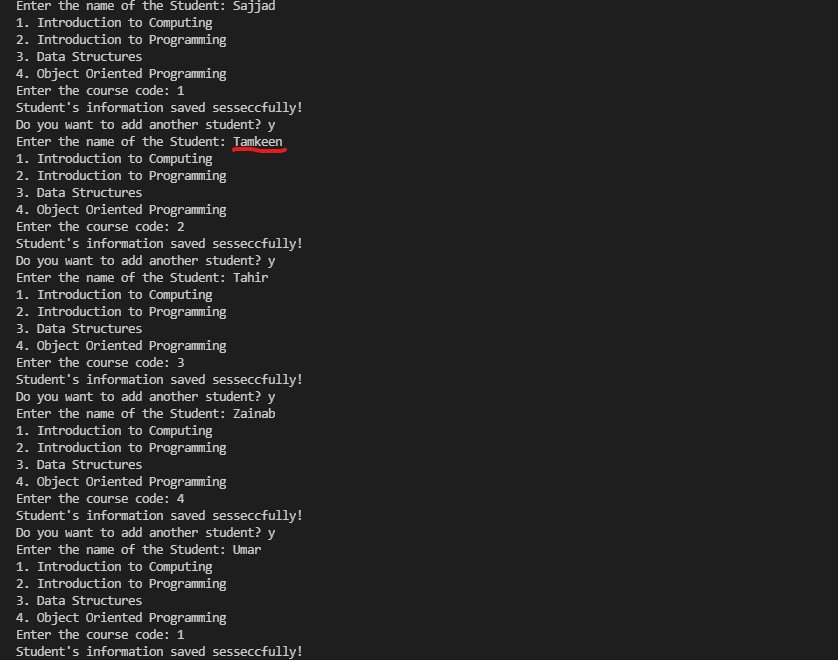 Enter the name of the Student: Sajjad
1. Introduction to Computing
2. Introduction to Programming
3. Data Structures
4. Object Oriented Programming
Enter the course code: 1
Student's information saved sesseccfully!
Do you want to add another student? y
Enter the name of the Student: Tamkeen
1. Introduction to Computing
2. Introduction to Programming
3. Data Structures
4. Object Oriented Programming
Enter the course code: 2
Student's information saved sesseccfully!
Do you want to add another student? y
Enter the name of the Student: Tahir
1. Introduction to Computing
2. Introduction to Programming
3. Data Structures
4. Object Oriented Programming
Enter the course code: 3
Student's information saved sesseccfully!
Do you want to add another student? y
Enter the name of the Student: Zainab
1. Introduction to Computing
2. Introduction to Programming
3. Data Structures
4. Object Oriented Programming
Enter the course code: 4
Student's information saved sesseccfully!
Do you want to add another student? y
Enter the name of the Student: Umar
1. Introduction to Computing
2. Introduction to Programming
3. Data Structures
4. Object Oriented Programming
Enter the course code: 1
Student's information saved sesseccfully!